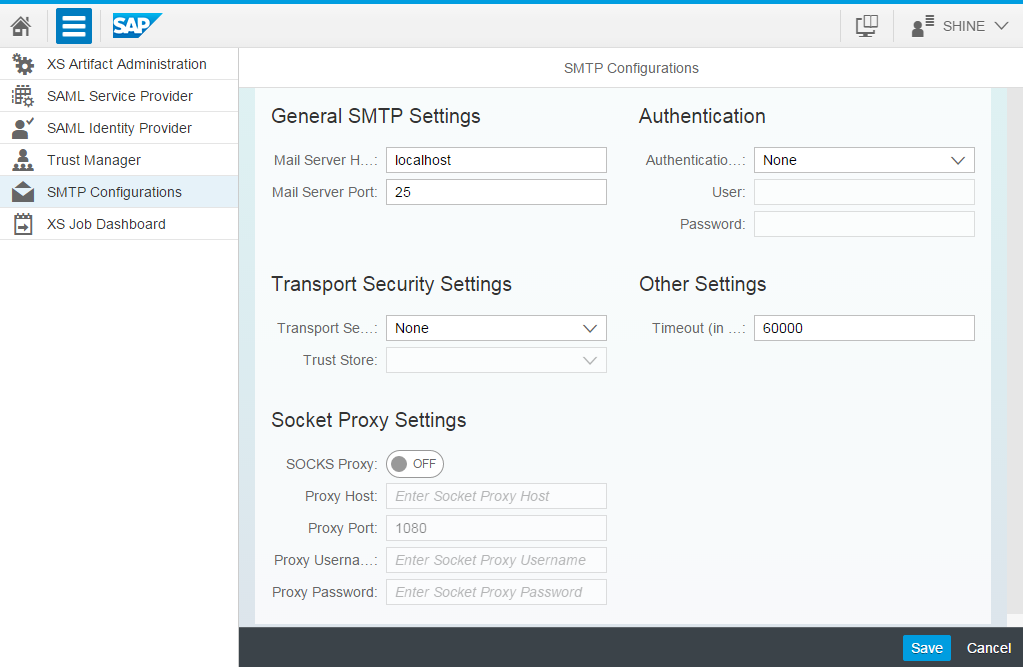 SAP
SHINE
XS Artifact Administration
SAML Service Provider
SAML Identity Provider
Trust Manager
SMTP Configurations
XS Job Dashboard
SMTP Configurations
General SMTP Settings
Mail Server H...: localhost
Mail Server Port: 25
Authentication
Authenticatio...: None
User:
Password:
Transport Security Settings
Transport Se...: None
Trust Store:
Other Settings
Timeout (in ...: 60000
Socket Proxy Settings
SOCKS Proxy: OFF
Proxy Host: Enter Socket Proxy Host
Proxy Port: 1080
Proxy Userna...: Enter Socket Proxy Username
Proxy Password: Enter Socket Proxy Password
Save Cancel